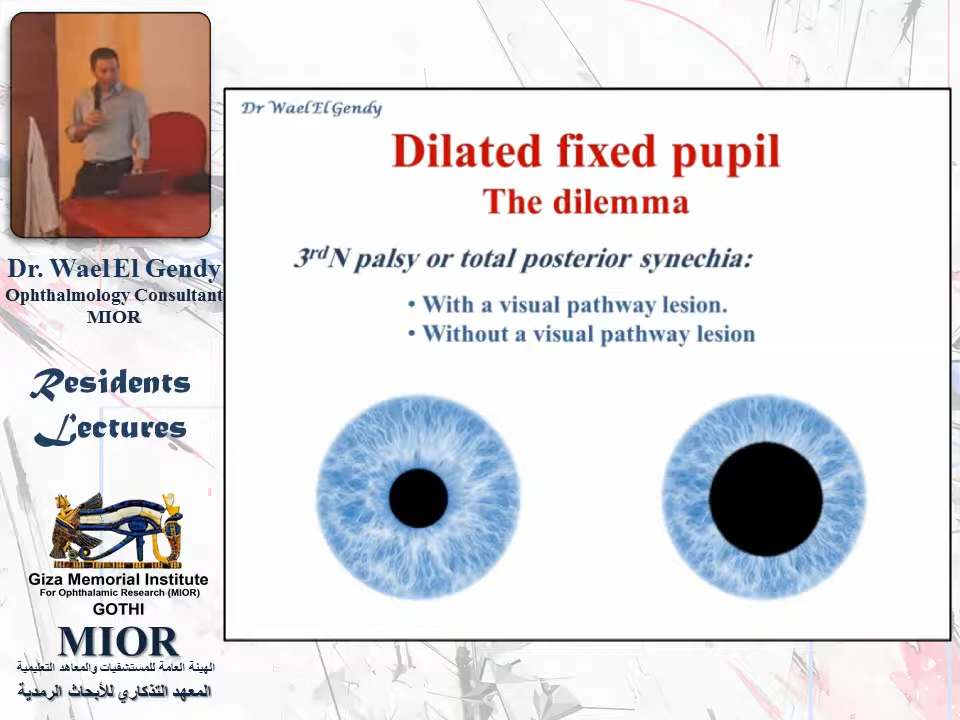 Dr. Wael El Gendy
Ophthalmology Consultant
MIOR
Residents
Lectures
Giza Memorial Institute
For Ophthalamic Research (MIOR)
GOTHI
MIOR
الهيئة العامة للمستشفيات والمعاهد التعليمية
المعهد التذكاري للأبحاث الرمدية
Dr Wael El Gendy
Dilated fixed pupil
The dilemma
3rd N palsy or total posterior synechia:
• With a visual pathway lesion.
• Without a visual pathway lesion